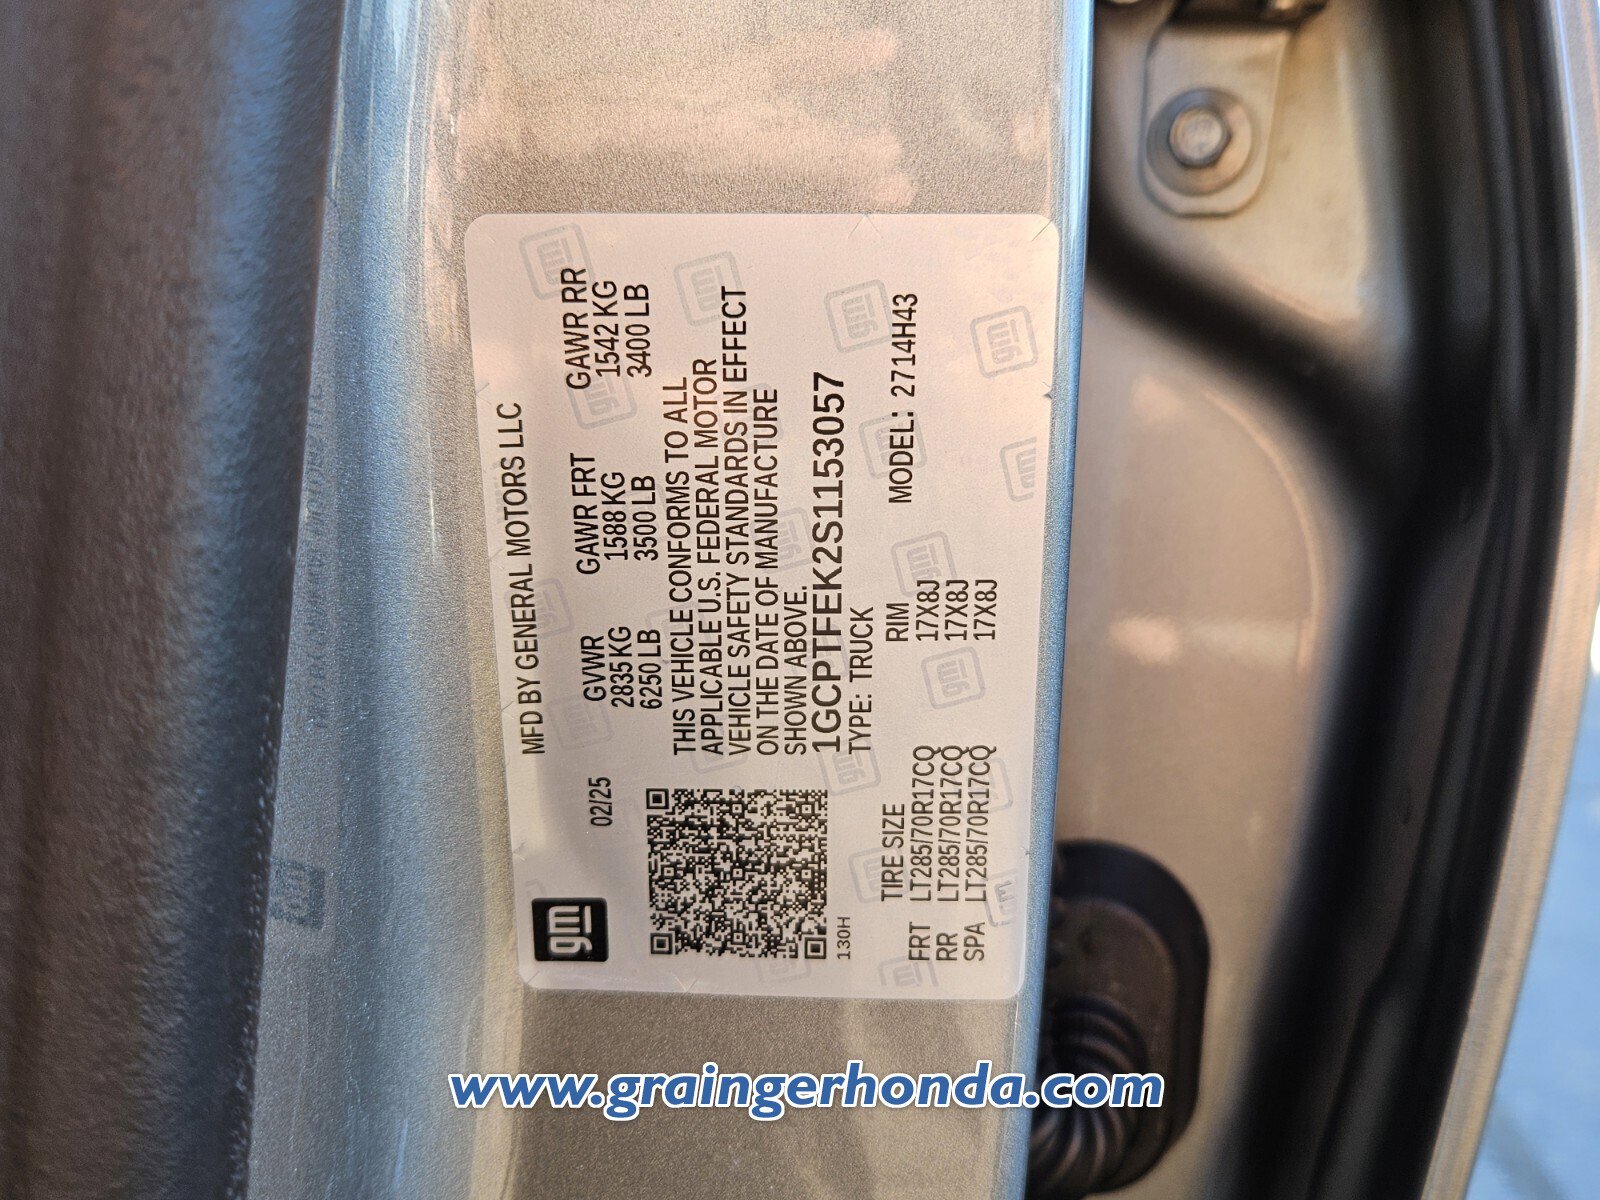 gm
MFD BY GENERAL MOTORS LLC
02/25 GVWR GAWR FRT GAWR RR
2835 KG 1588 KG 1542 KG
6250 LB 3500 LB 3400 LB
THIS VEHICLE CONFORMS TO ALL
APPLICABLE U.S. FEDERAL MOTOR
VEHICLE SAFETY STANDARDS IN EFFECT
ON THE DATE OF MANUFACTURE
SHOWN ABOVE.
1GCPTFEK2S1153057
130H TYPE: TRUCK
TIRE SIZE RIM MODEL: 2714H43
FRT LT285/70R17CQ 17X8J
RR LT285/70R17CQ 17X8J
SPA LT285/70R17CQ 17X8J
www.graingerhonda.com